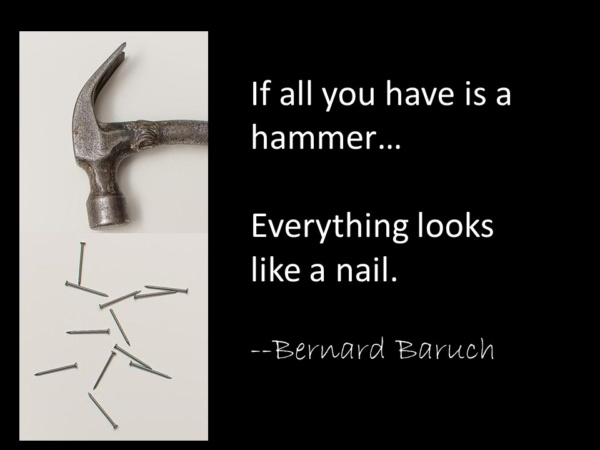 If all you have is a
hammer...
Everything looks
like a nail.
--Bernard Baruch